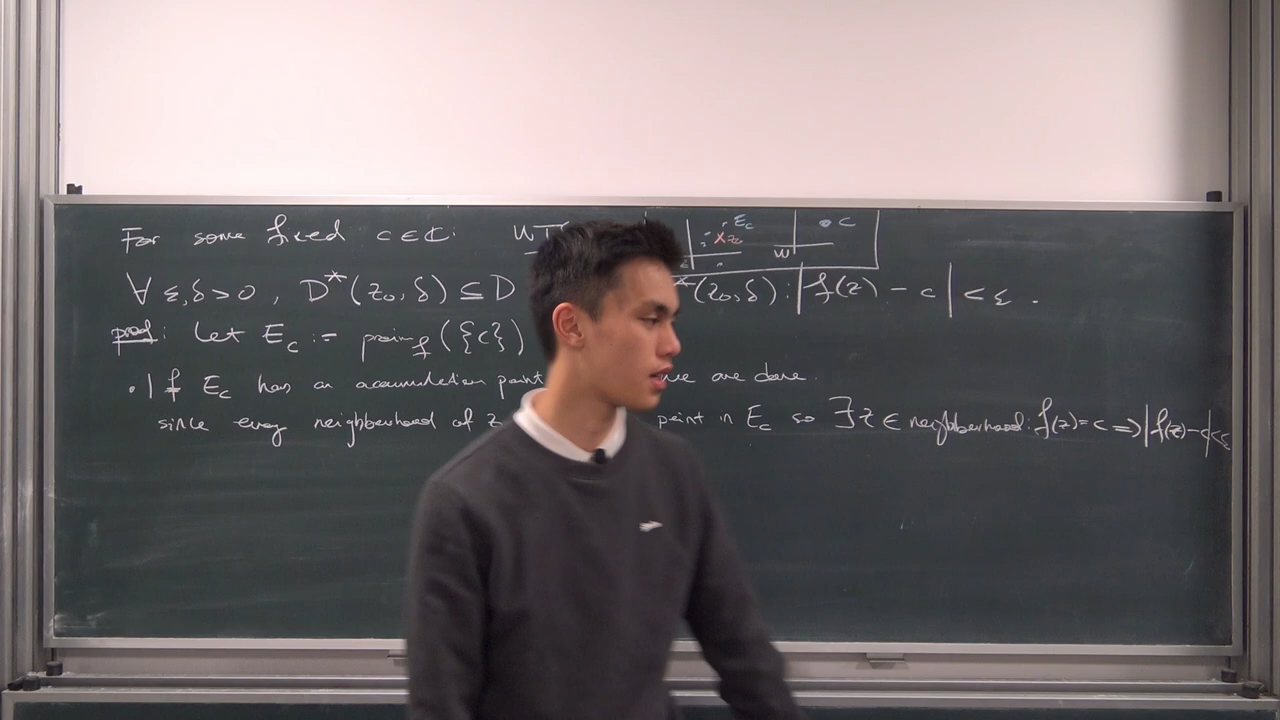 For some fixed c ∈ ℂ: WT
E_c c
z₀ w
∀ ε,δ > 0 , D*(z₀, δ) ⊆ D *(z₀, δ): |f(z) - c| < ε .
proof: Let E_c := preim_f({c})
• If E_c has an accumulation point we are done.
since every neighborhood of z point in E_c so ∃ z ∈ neighborhood: f(z) = c ⇒ |f(z) - c| < ε